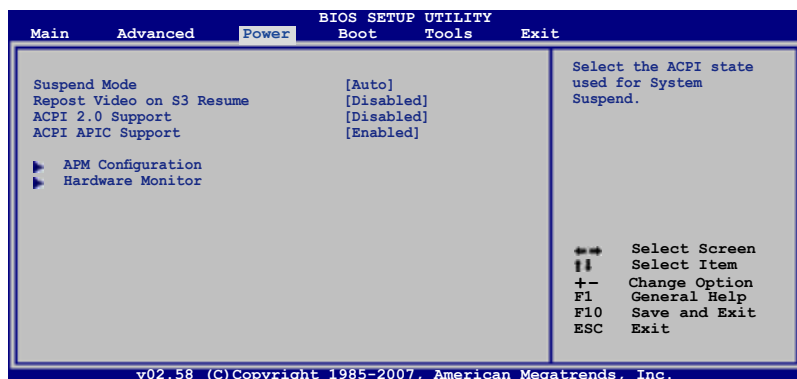 BIOS SETUP UTILITY
Main Advanced Power Boot Tools Exit
Suspend Mode [Auto]
Repost Video on S3 Resume [Disabled]
ACPI 2.0 Support [Disabled]
ACPI APIC Support [Enabled]
APM Configuration
Hardware Monitor
Select the ACPI state
used for System
Suspend.
Select Screen
Select Item
+- Change Option
F1 General Help
F10 Save and Exit
ESC Exit
v02.58 (C)Copyright 1985-2007, American Megatrends, Inc.